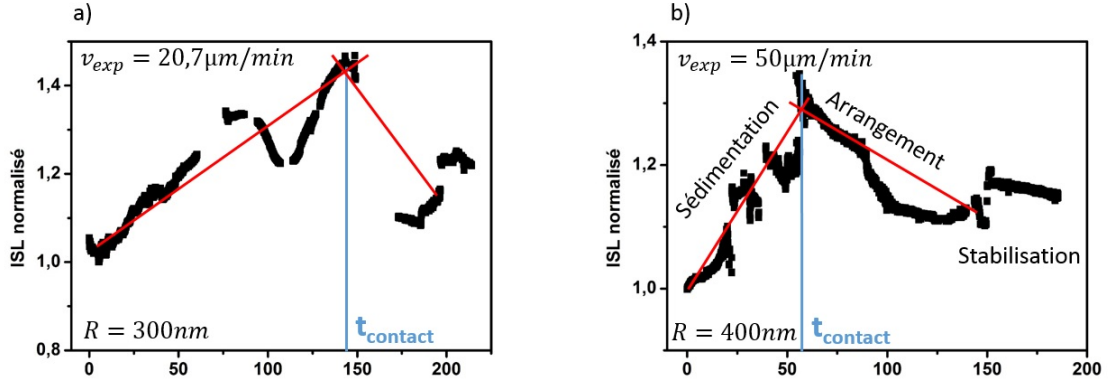 a)
v_exp = 20,7µm/min
ISL normalisé
1,4
1,2
1,0
0,8
R = 300nm
t_contact
0
50
100
150
200
b)
v_exp = 50µm/min
ISL normalisé
1,4
1,3
1,2
1,0
Sédimentation
Arrangement
Stabilisation
R = 400nm
t_contact
0
50
100
150
200